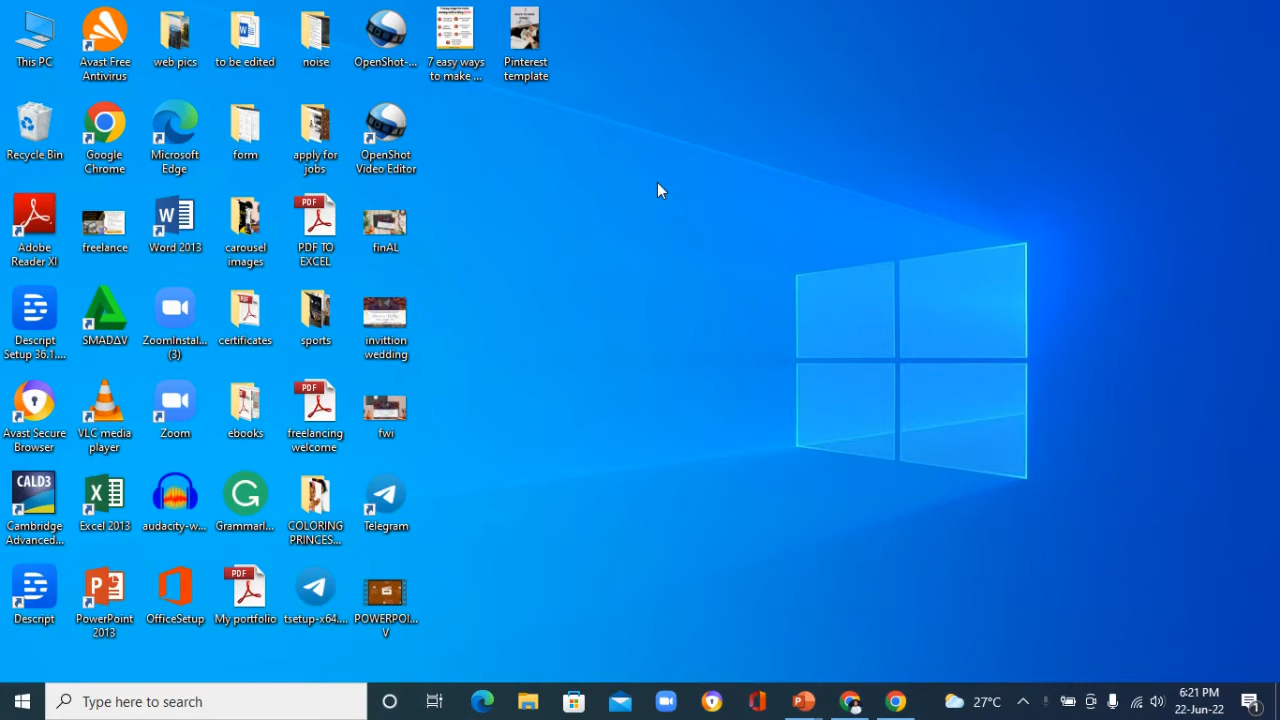 This PC
Avast Free
Antivirus
web pics
to be edited
noise
OpenShot-...
7 easy ways
to make ...
Pinterest
template
Recycle Bin
Google
Chrome
Microsoft
Edge
form
apply for
jobs
OpenShot
Video Editor
Adobe
Reader XI
freelance
Word 2013
carousel
images
PDF
PDF TO
EXCEL
finAL
Descript
Setup 36.1....
SMADΔV
ZoomInstal...
(3)
PDF
certificates
sports
invittion
wedding
Avast Secure
Browser
VLC media
player
Zoom
ebooks
PDF
freelancing
welcome
fwi
CALD3
Cambridge
Advanced...
Excel 2013
audacity-w...
Grammarl...
COLORING
PRINCES...
Telegram
Descript
PowerPoint
2013
OfficeSetup
PDF
My portfolio
tsetup-x64....
POWERPOI...
V
Type here to search
27°C
6:21 PM
22-Jun-22
1